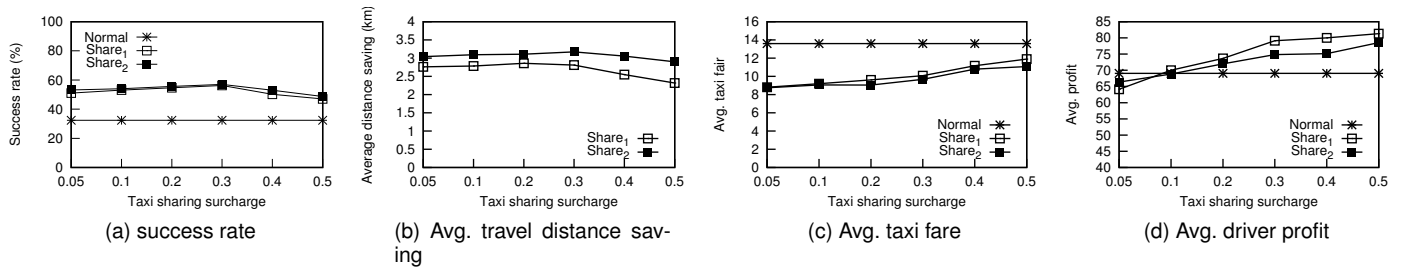 Success rate (%)
100
80
60
40
20
0
Normal
Share1
Share2
0.05 0.1 0.2 0.3 0.4 0.5
Taxi sharing surcharge
(a) success rate
Average distance saving (km)
4
3.5
3
2.5
2
1.5
1
0.5
0
Share1
Share2
0.05 0.1 0.2 0.3 0.4 0.5
Taxi sharing surcharge
(b) Avg. travel distance sav-
ing
Avg. taxi fair
16
14
12
10
8
6
4
2
0
Normal
Share1
Share2
0.05 0.1 0.2 0.3 0.4 0.5
Taxi sharing surcharge
(c) Avg. taxi fare
Avg. profit
85
80
75
70
65
60
55
50
45
40
Normal
Share1
Share2
0.05 0.1 0.2 0.3 0.4 0.5
Taxi sharing surcharge
(d) Avg. driver profit